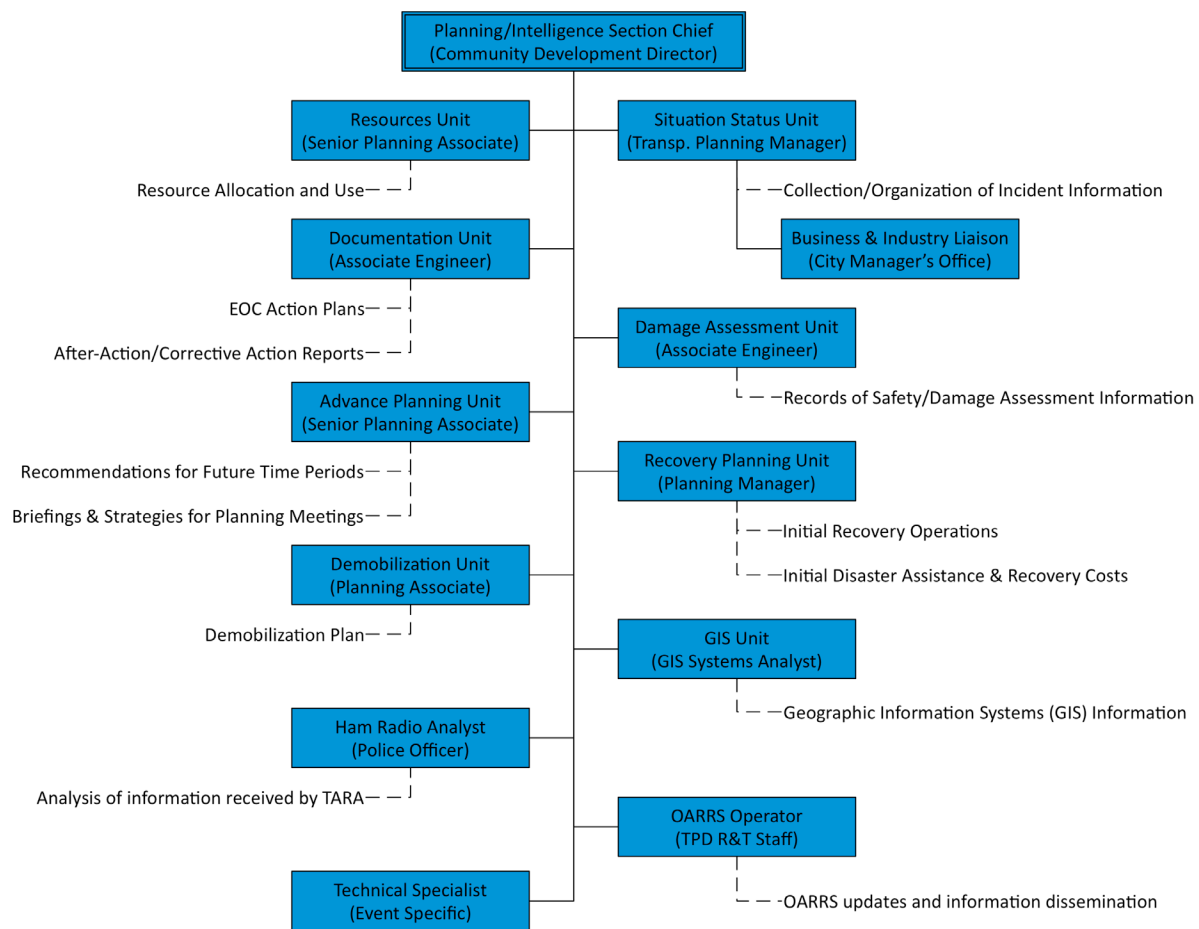 Planning/Intelligence Section Chief
(Community Development Director)
Resources Unit
(Senior Planning Associate)
Situation Status Unit
(Transp. Planning Manager)
Resource Allocation and Use
Collection/Organization of Incident Information
Documentation Unit
(Associate Engineer)
Business & Industry Liaison
(City Manager’s Office)
EOC Action Plans
After-Action/Corrective Action Reports
Damage Assessment Unit
(Associate Engineer)
Records of Safety/Damage Assessment Information
Advance Planning Unit
(Senior Planning Associate)
Recommendations for Future Time Periods
Briefings & Strategies for Planning Meetings
Recovery Planning Unit
(Planning Manager)
Initial Recovery Operations
Initial Disaster Assistance & Recovery Costs
Demobilization Unit
(Planning Associate)
Demobilization Plan
GIS Unit
(GIS Systems Analyst)
Geographic Information Systems (GIS) Information
Ham Radio Analyst
(Police Officer)
Analysis of information received by TARA
OARRS Operator
(TPD R&T Staff)
OARRS updates and information dissemination
Technical Specialist
(Event Specific)